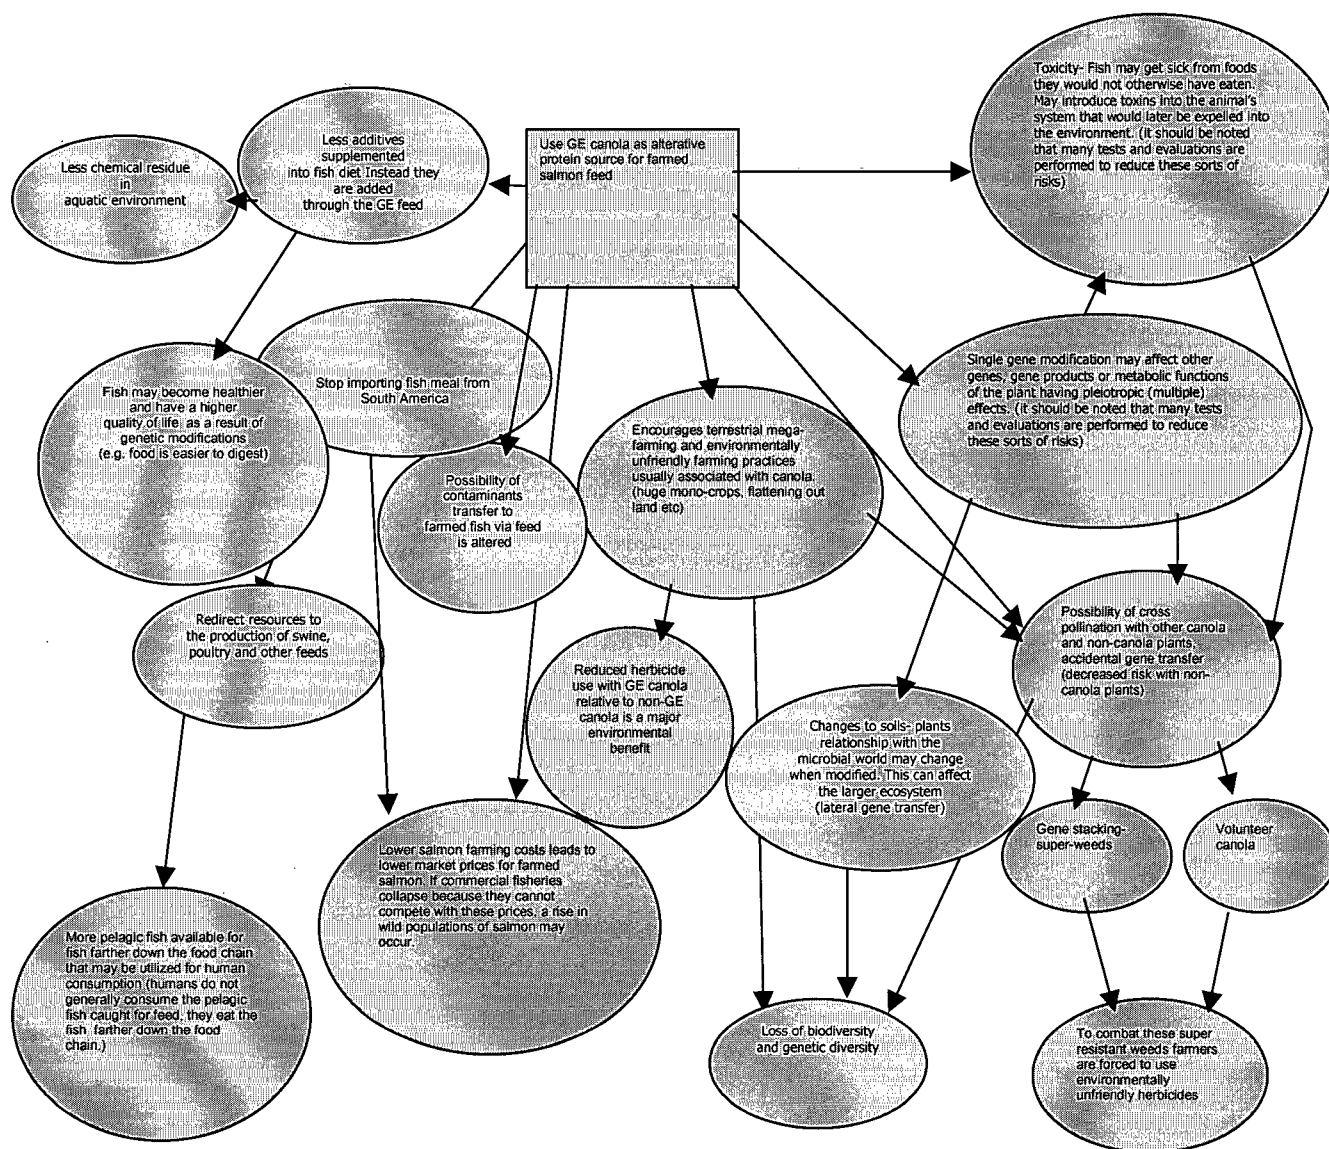 Less chemical residue
in
aquatic environment
Less additives
supplemented
into fish diet Instead they
are added
through the GE feed
Use GE canola as alterative
protein source for farmed
salmon feed
Toxicity- Fish may get sick from foods
they would not otherwise have eaten.
May introduce toxins into the animal's
system that would later be expelled into
the environment. (it should be noted
that many tests and evaluations are
performed to reduce these sorts of
risks)
Fish may become healthier
and have a higher
quality of life as a result of
genetic modifications
(e.g. food is easier to digest)
Stop importing fish meal from
South America
Single gene modification may affect other
genes, gene products or metabolic functions
of the plant having pleiotropic (multiple)
effects. (it should be noted that many tests
and evaluations are performed to reduce
these sorts of risks)
Possibility of
contaminants
transfer to
farmed fish via feed
is altered
Encourages terrestrial mega-
farming and environmentally
unfriendly farming practices
usually associated with canola.
(huge mono-crops, flattening out
land etc)
Redirect resources to
the production of swine,
poultry and other feeds
Reduced herbicide
use with GE canola
relative to non-GE
canola is a major
environmental
benefit
Possibility of cross
pollination with other canola
and non-canola plants,
accidental gene transfer
(decreased risk with non-
canola plants)
Changes to soils- plants
relationship with the
microbial world may change
when modified. This can affect
the larger ecosystem
(lateral gene transfer)
Gene stacking-
super-weeds
Volunteer
canola
Lower salmon farming costs leads to
lower market prices for farmed
salmon. If commercial fisheries
collapse because they cannot
compete with these prices, a rise in
wild populations of salmon may
occur.
More pelagic fish available for
fish farther down the food chain
that may be utilized for human
consumption (humans do not
generally consume the pelagic
fish caught for feed, they eat the
fish farther down the food
chain.)
Loss of biodiversity
and genetic diversity
To combat these super
resistant weeds farmers
are forced to use
environmentally
unfriendly herbicides